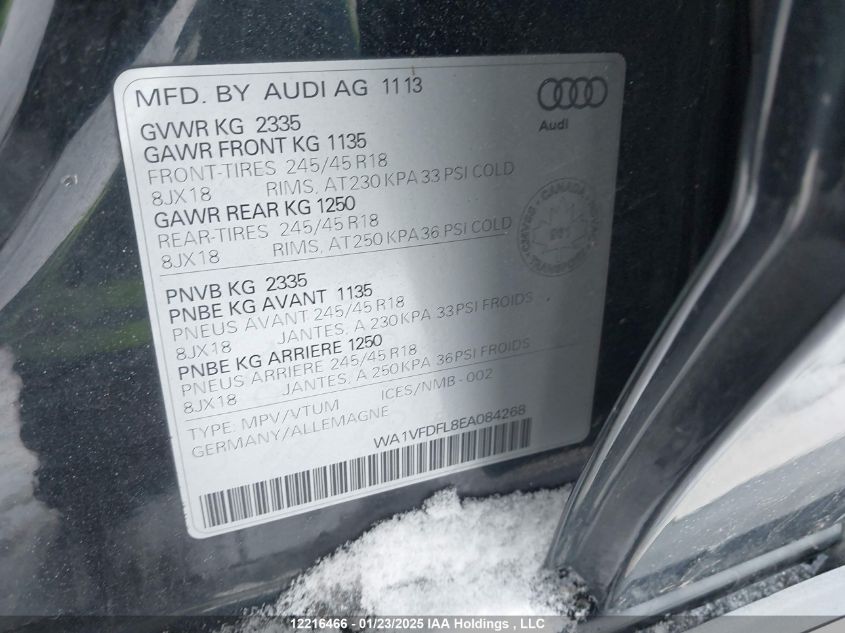 MFD. BY AUDI AG 11 13
Audi
GVWR KG 2335
GAWR FRONT KG 1135
FRONT-TIRES 245/45 R18
8JX18 RIMS, AT 230 KPA 33 PSI COLD
GAWR REAR KG 1250
REAR-TIRES 245/45 R18
8JX18 RIMS, AT 250 KPA 36 PSI COLD
CANADA
TRANSPORT
PNVB KG 2335
PNBE KG AVANT 1135
PNEUS AVANT 245/45 R18
8JX18 JANTES, A 230 KPA 33 PSI FROIDS
PNBE KG ARRIERE 1250
PNEUS ARRIERE 245/45 R18
8JX18 JANTES, A 250 KPA 36 PSI FROIDS
TYPE: MPV/VTUM ICES/NMB-002
GERMANY/ALLEMAGNE
WA1VFDFL8EA084268
12216466 - 01/23/2025 IAA Holdings , LLC